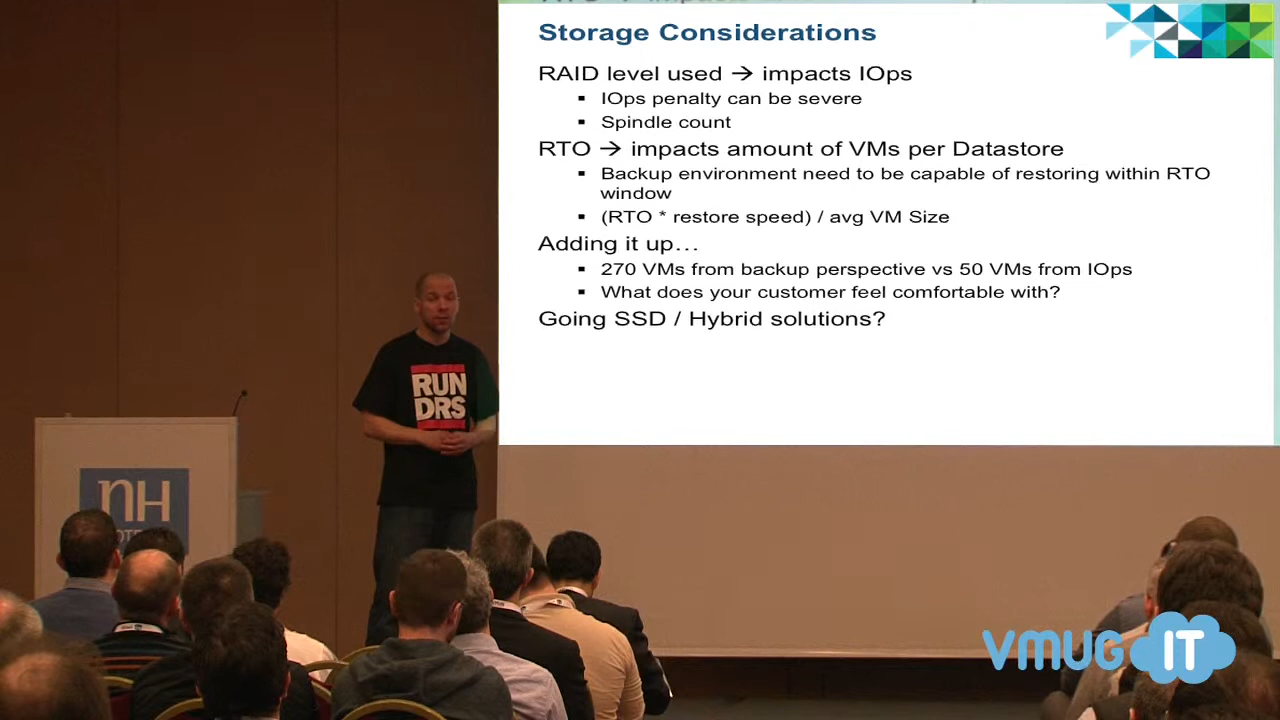 Storage Considerations
RAID level used → impacts IOps
▪ IOps penalty can be severe
▪ Spindle count
RTO → impacts amount of VMs per Datastore
▪ Backup environment need to be capable of restoring within RTO
window
▪ (RTO * restore speed) / avg VM Size
Adding it up…
▪ 270 VMs from backup perspective vs 50 VMs from IOps
▪ What does your customer feel comfortable with?
Going SSD / Hybrid solutions?
RUN
DRS
nH
VMUG IT